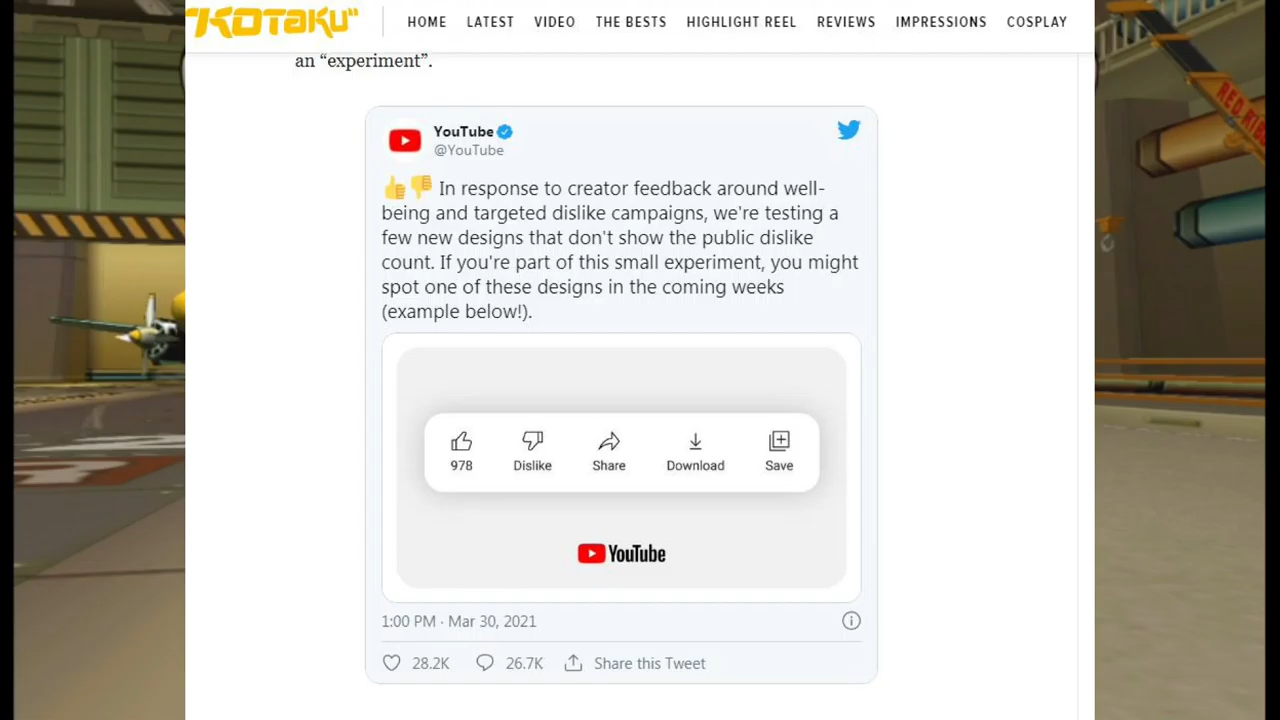 "KOTAKU" HOME LATEST VIDEO THE BESTS HIGHLIGHT REEL REVIEWS IMPRESSIONS COSPLAY
an “experiment”.
YouTube
@YouTube
👍👎 In response to creator feedback around well-
being and targeted dislike campaigns, we're testing a
few new designs that don't show the public dislike
count. If you're part of this small experiment, you might
spot one of these designs in the coming weeks
(example below!).
978 Dislike Share Download Save
YouTube
1:00 PM · Mar 30, 2021
28.2K 26.7K Share this Tweet